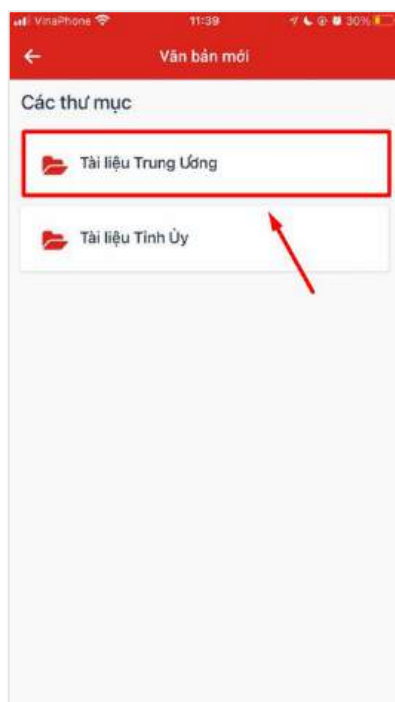 VinaPhone 11:39 30%
Văn bản mới
Các thư mục
Tài liệu Trung Ương
Tài liệu Tỉnh Ủy